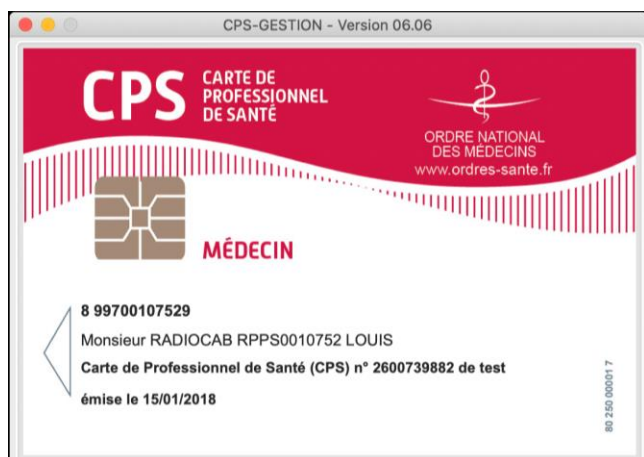 CPS-GESTION - Version 06.06
CPS CARTE DE
PROFESSIONNEL
DE SANTÉ
ORDRE NATIONAL
DES MÉDECINS
www.ordres-sante.fr
MÉDECIN
8 99700107529
Monsieur RADIOCAB RPPS0010752 LOUIS
Carte de Professionnel de Santé (CPS) n° 2600739882 de test
émise le 15/01/2018
80 250 00001 7